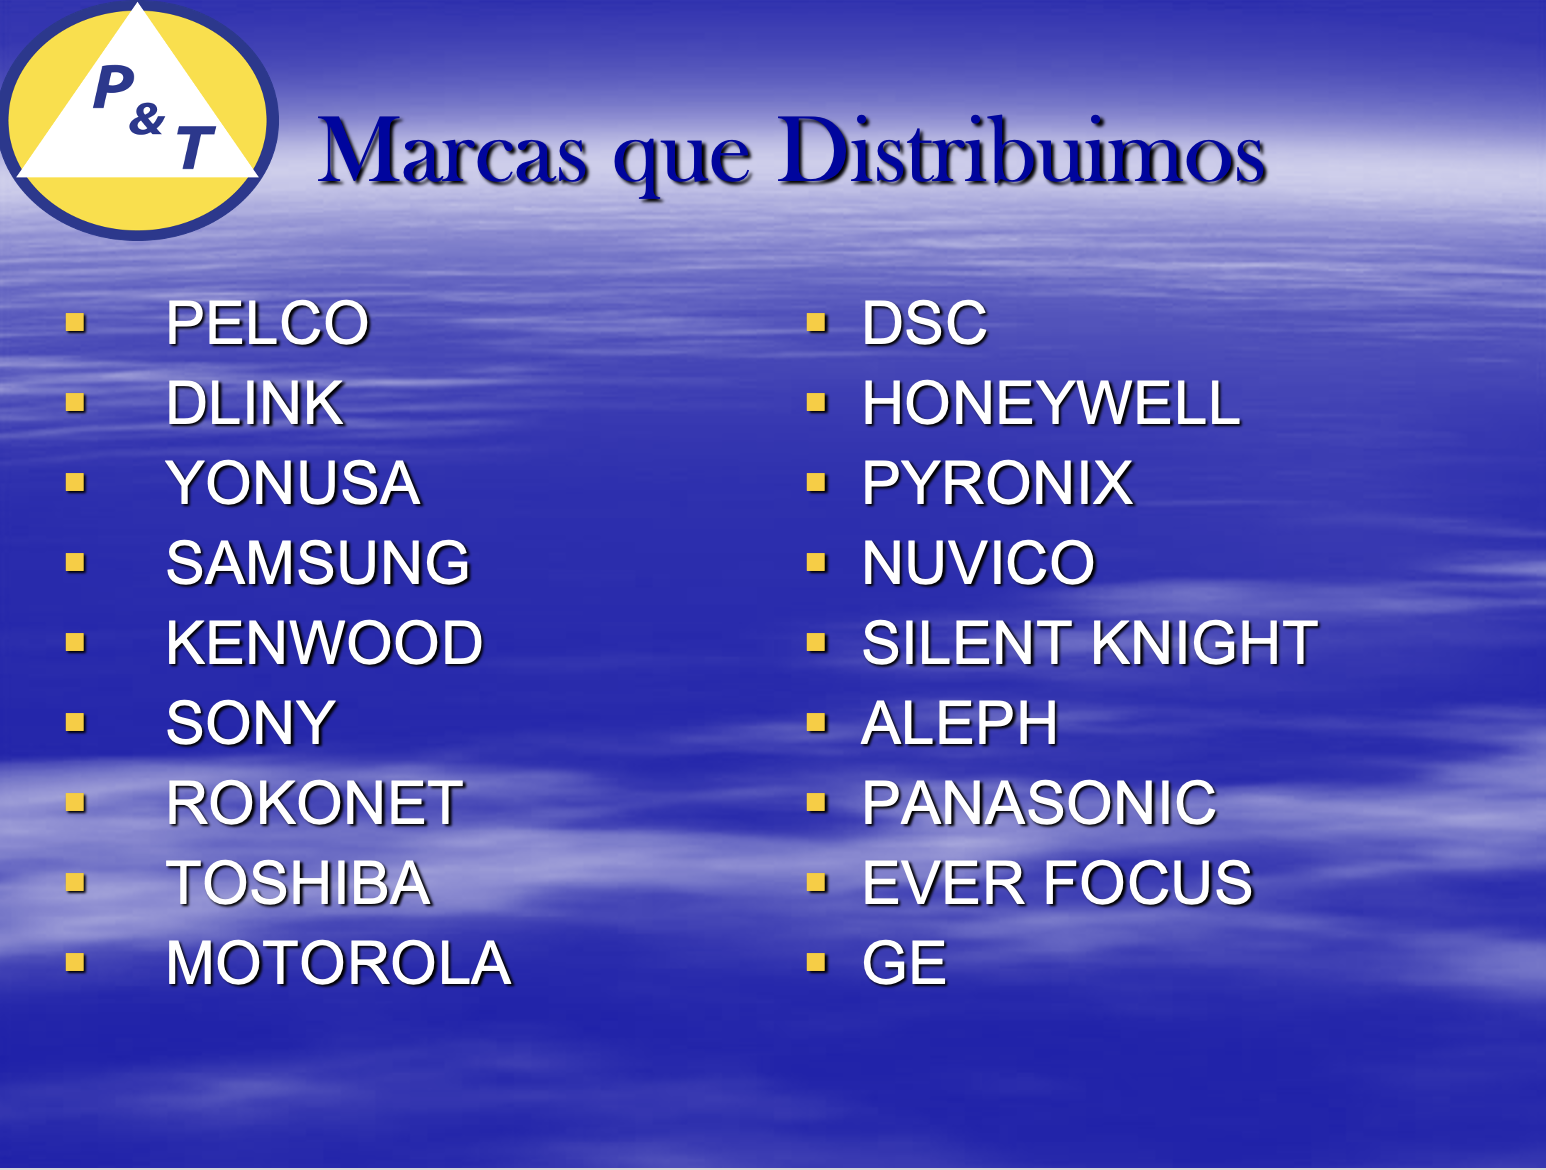 P
&
T
Marcas que Distribuimos
PELCO
DLINK
YONUSA
SAMSUNG
KENWOOD
SONY
ROKONET
TOSHIBA
MOTOROLA
DSC
HONEYWELL
PYRONIX
NUVICO
SILENT KNIGHT
ALEPH
PANASONIC
EVER FOCUS
GE